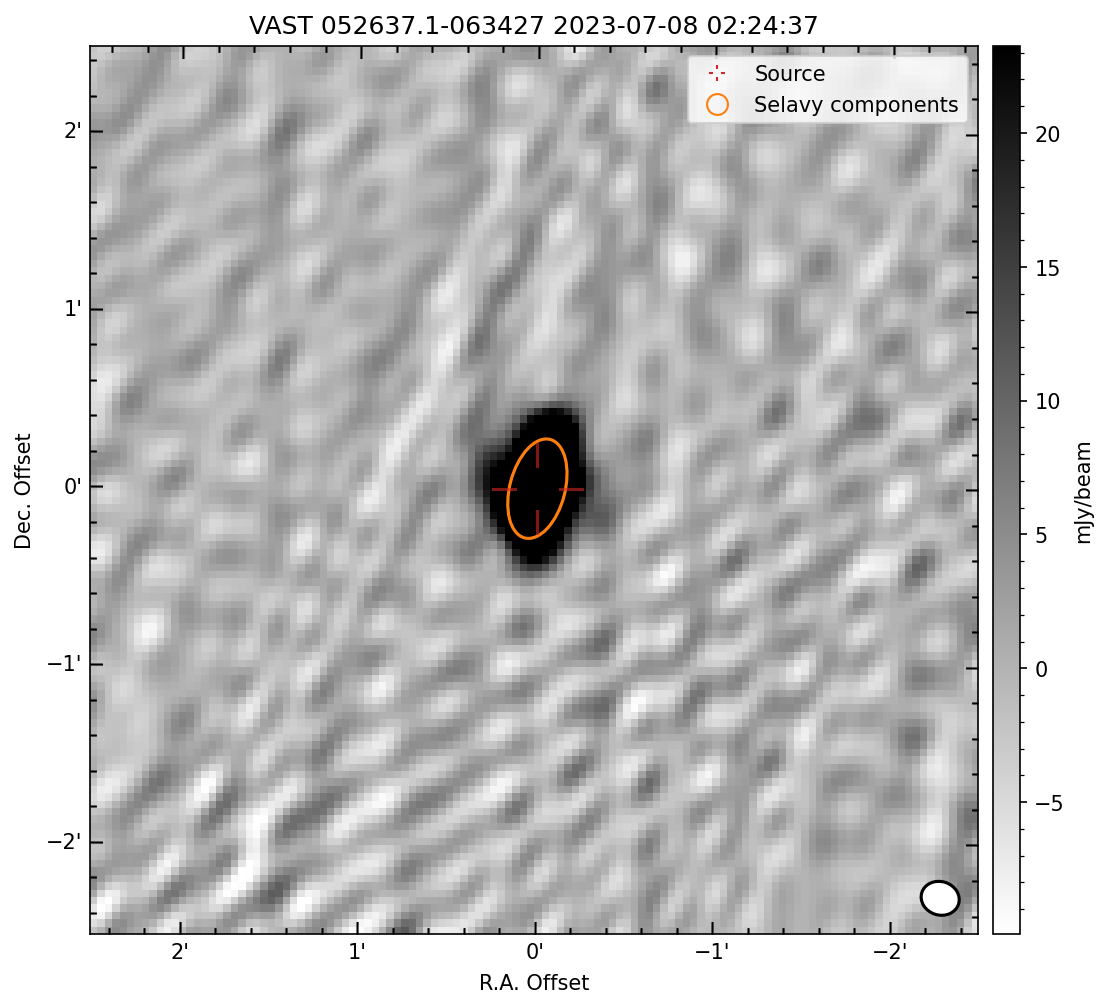 VAST 052637.1-063427 2023-07-08 02:24:37
Source
Selavy components
2'
1'
0'
−1'
−2'
Dec. Offset
2'
1'
0'
−1'
−2'
R.A. Offset
20
15
10
5
0
−5
mJy/beam